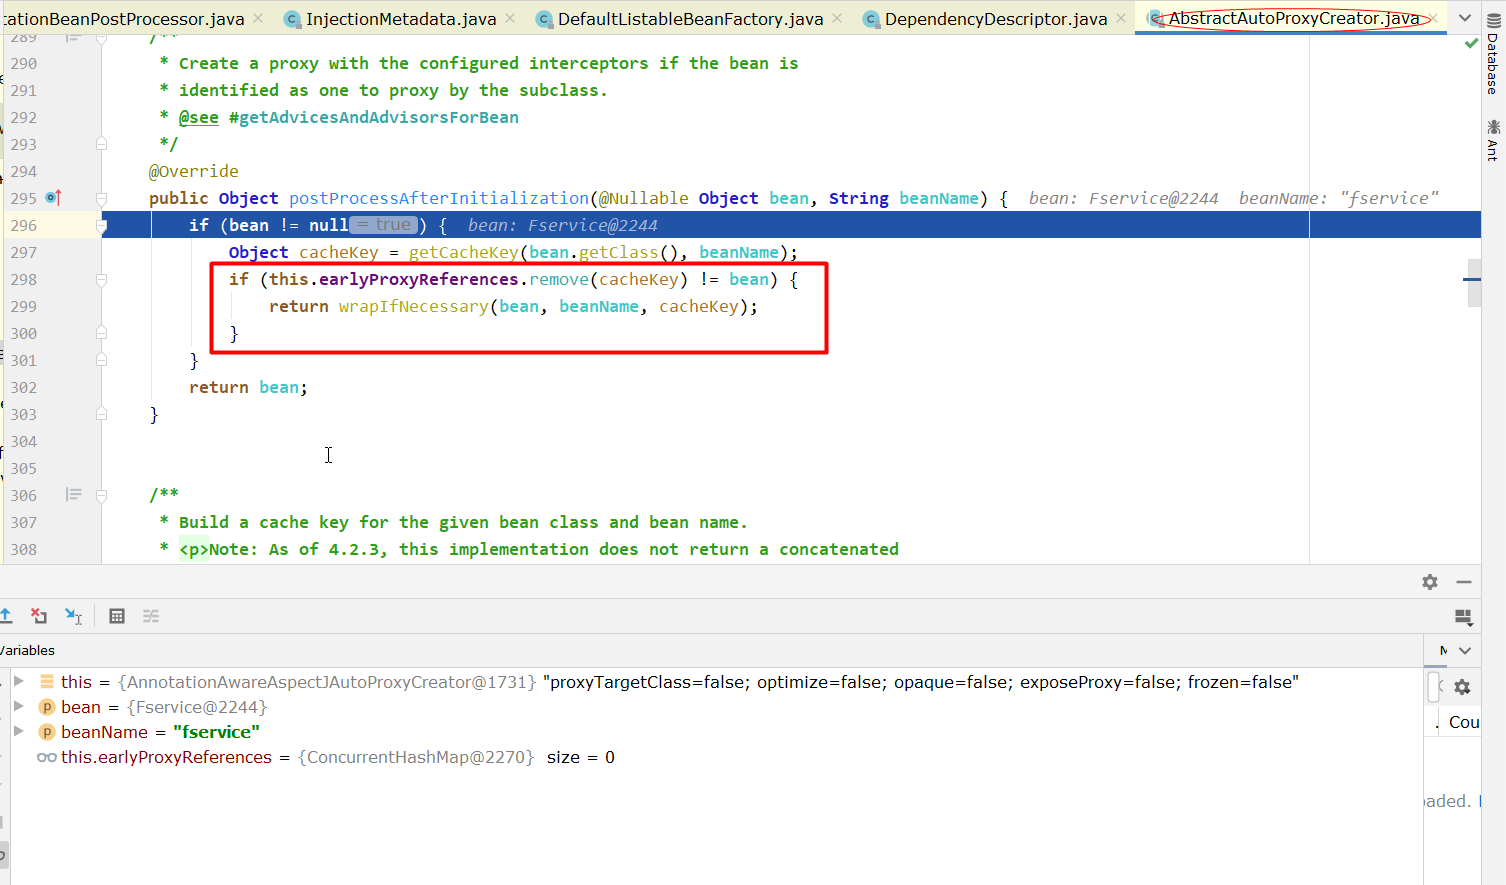 tationBeanPostProcessor.java InjectionMetadata.java DefaultListableBeanFactory.java DependencyDescriptor.java AbstractAutoProxyCreator.java
289 /**
290 * Create a proxy with the configured interceptors if the bean is
291 * identified as one to proxy by the subclass.
292 * @see #getAdvicesAndAdvisorsForBean
293 */
294 @Override
295 public Object postProcessAfterInitialization(@Nullable Object bean, String beanName) { bean: Fservice@2244 beanName: "fservice"
296 if (bean != null = true ) { bean: Fservice@2244
297 Object cacheKey = getCacheKey(bean.getClass(), beanName);
298 if (this.earlyProxyReferences.remove(cacheKey) != bean) {
299 return wrapIfNecessary(bean, beanName, cacheKey);
300 }
301 }
302 return bean;
303 }
304
305
306 /**
307 * Build a cache key for the given bean class and bean name.
308 * <p>Note: As of 4.2.3, this implementation does not return a concatenated
Database
Ant
Variables
this = {AnnotationAwareAspectJAutoProxyCreator@1731} "proxyTargetClass=false; optimize=false; opaque=false; exposeProxy=false; frozen=false"
bean = {Fservice@2244}
beanName = "fservice"
this.earlyProxyReferences = {ConcurrentHashMap@2270} size = 0
Cou
aded.